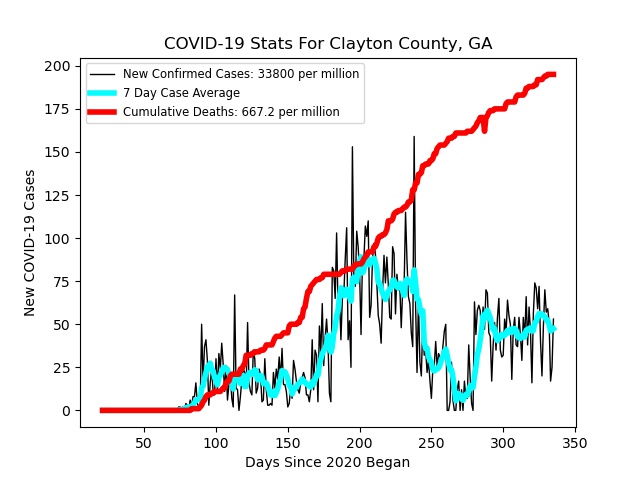 COVID-19 Stats For Clayton County, GA
New Confirmed Cases: 33800 per million
7 Day Case Average
Cumulative Deaths: 667.2 per million
New COVID-19 Cases
200
175
150
125
100
75
50
25
0
50
100
150
200
250
300
350
Days Since 2020 Began